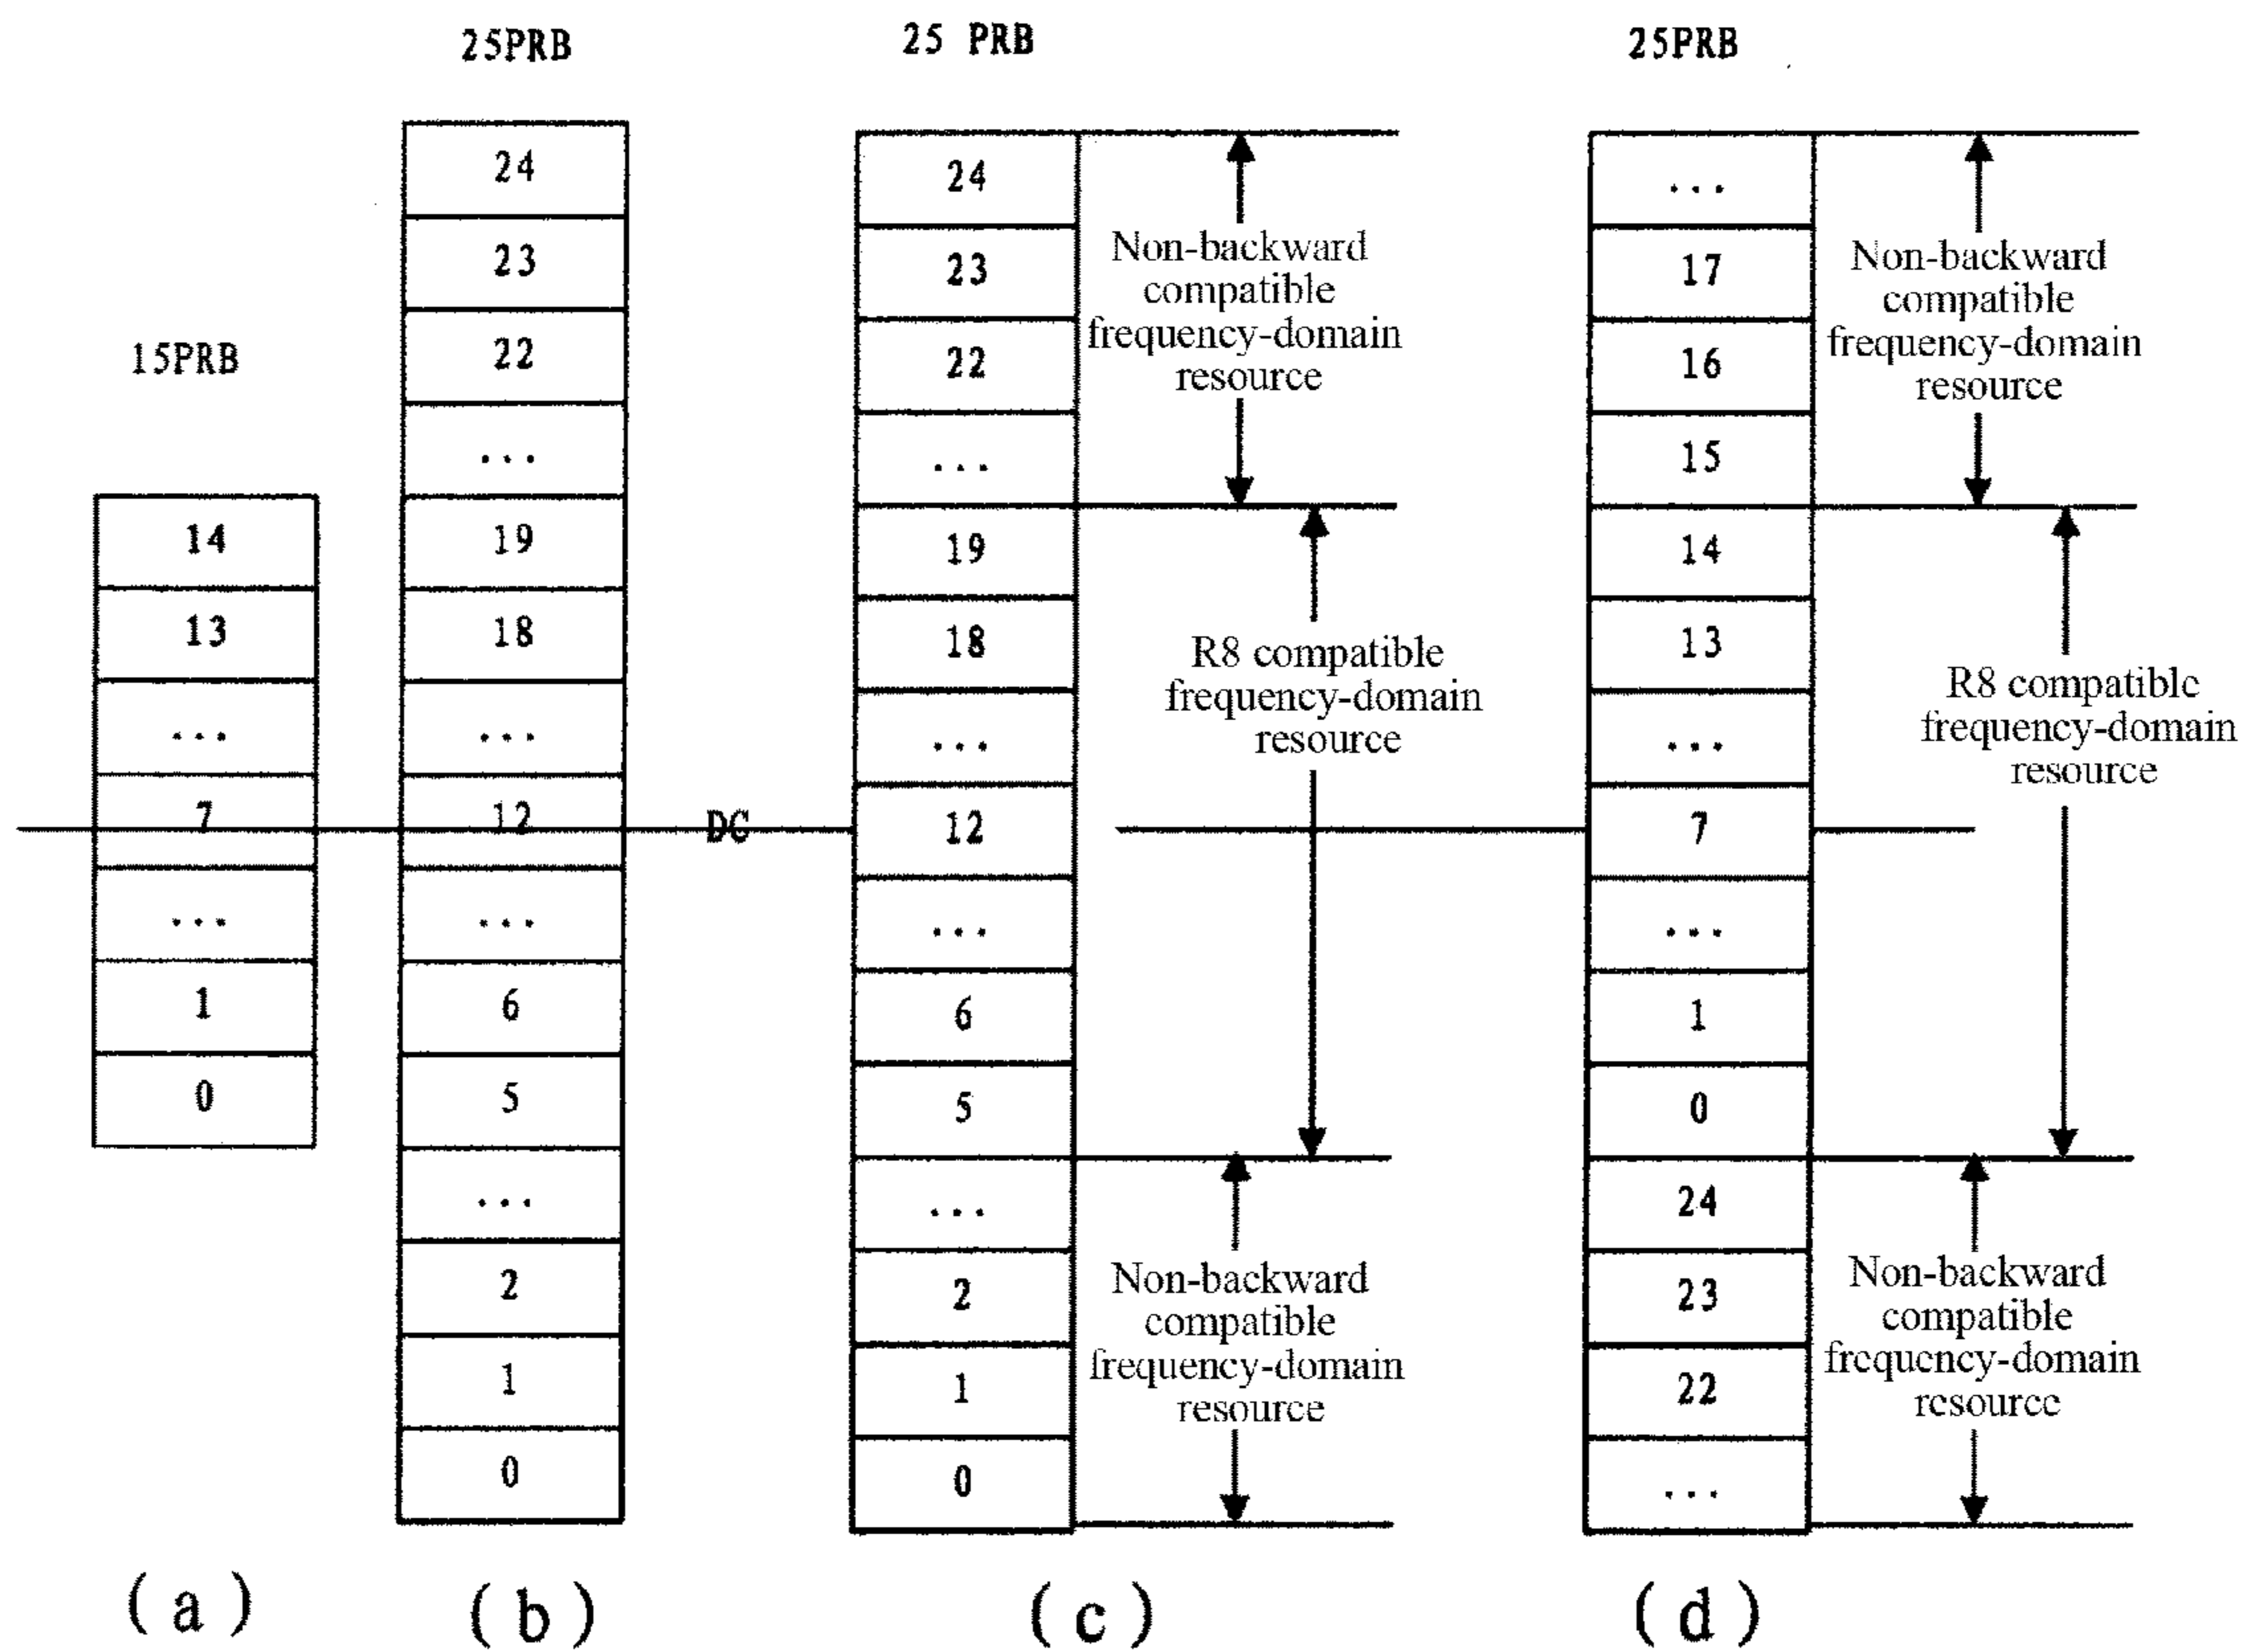 15PRB
14
13
...
7
...
1
0
(a)
25PRB
24
23
22
...
19
18
...
12
...
6
5
...
2
1
0
(b)
DC
25 PRB
24
23
22
...
19
18
...
12
...
6
5
...
2
1
0
Non-backward
compatible
frequency-domain
resource
R8 compatible
frequency-domain
resource
Non-backward
compatible
frequency-domain
resource
(c)
25PRB
...
17
16
15
14
13
...
7
...
1
0
24
23
22
...
Non-backward
compatible
frequency-domain
resource
R8 compatible
frequency-domain
resource
Non-backward
compatible
frequency-domain
resource
(d)